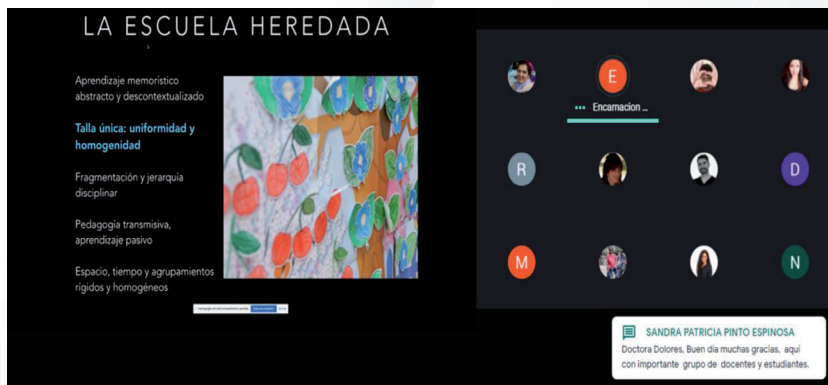 LA ESCUELA HEREDADA
Aprendizaje memorístico
abstracto y descontextualizado
Talla única: uniformidad y
homogenidad
Fragmentación y jerarquía
disciplinar
Pedagogía transmisiva,
aprendizaje pasivo
Espacio, tiempo y agrupamientos
rígidos y homogéneos
E
Encarnacion ...
R
D
M
N
SANDRA PATRICIA PINTO ESPINOSA
Doctora Dolores, Buen día muchas gracias, aquí
con importante grupo de docentes y estudiantes.